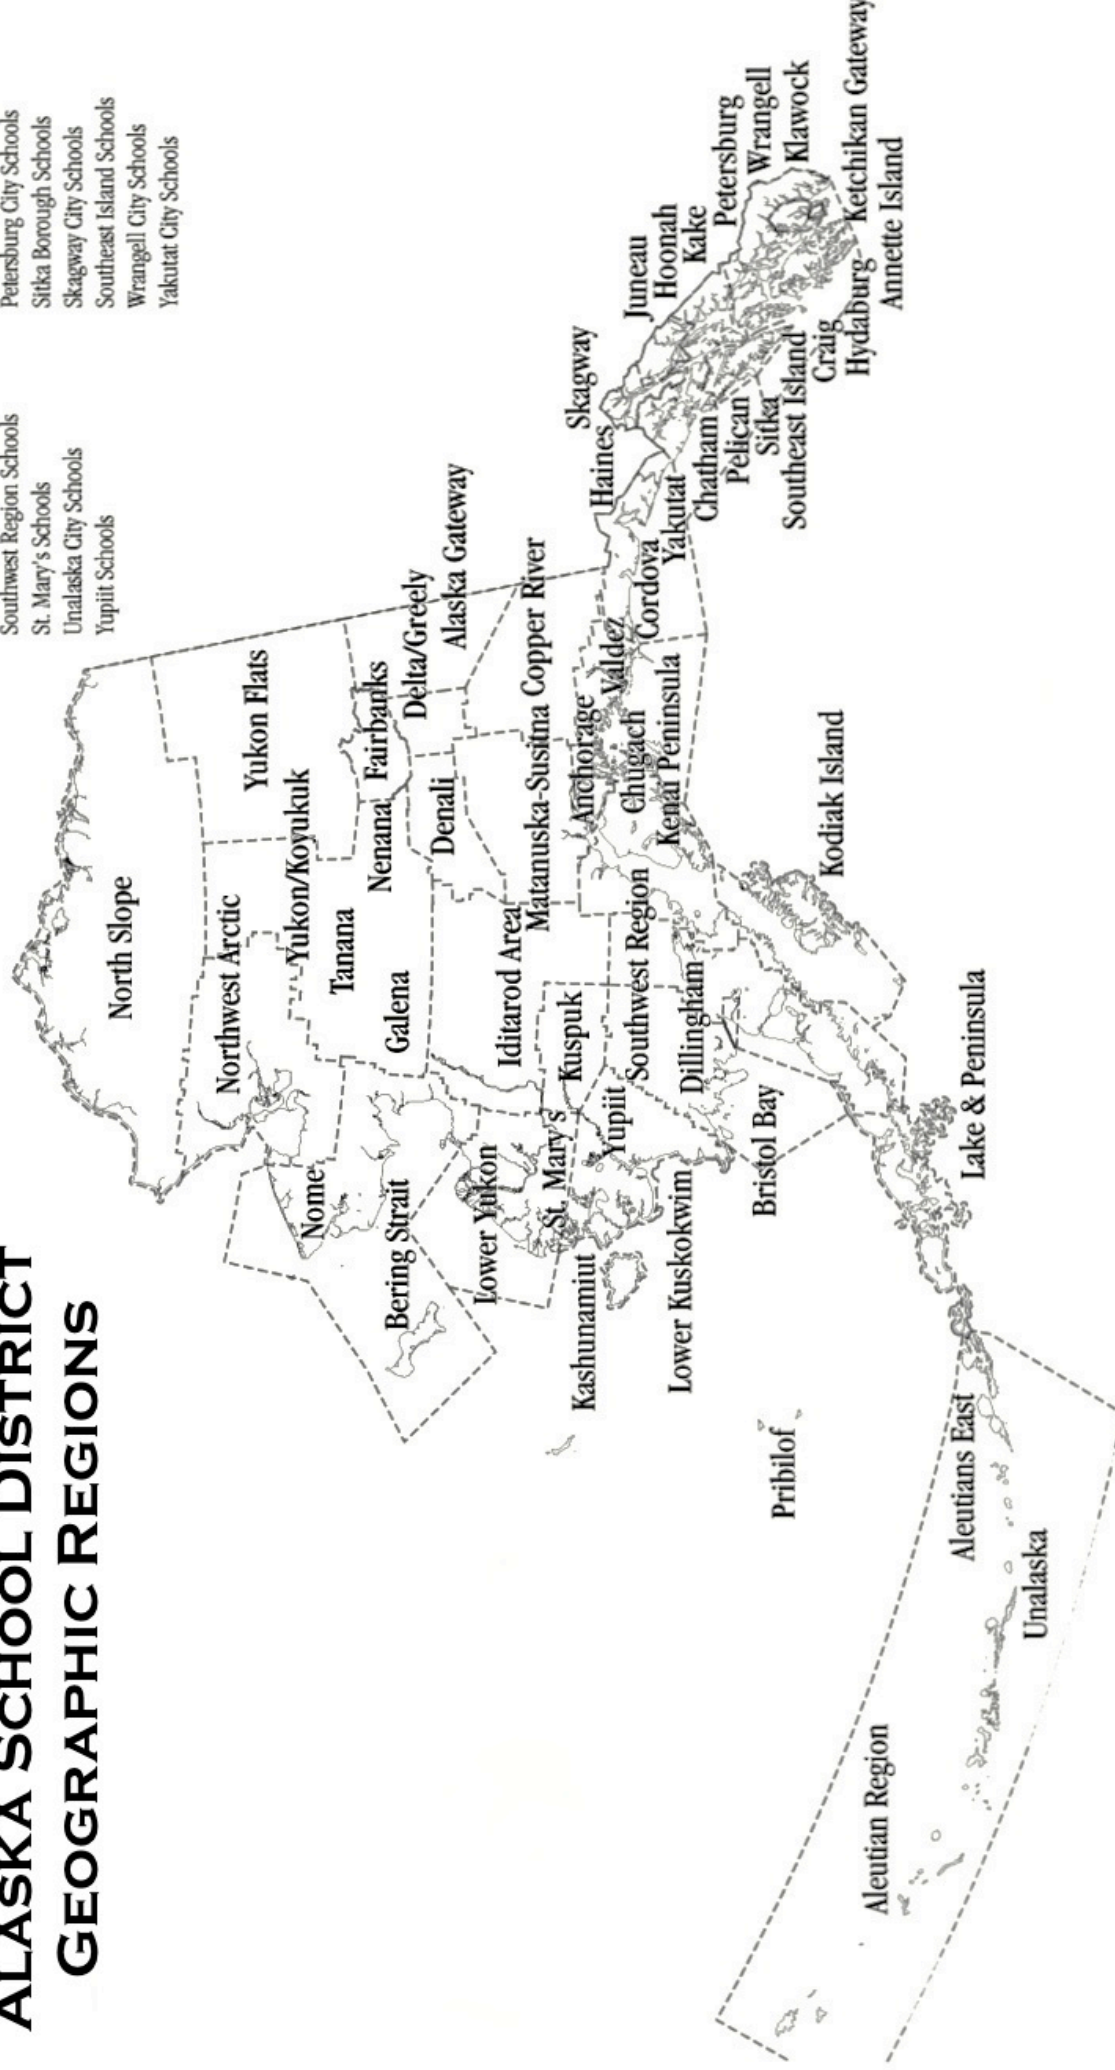 ALASKA SCHOOL DISTRICT
GEOGRAPHIC REGIONS
Southwest Region Schools
St. Mary's Schools
Unalaska City Schools
Yupiit Schools
Petersburg City Schools
Sitka Borough Schools
Skagway City Schools
Southeast Island Schools
Wrangell City Schools
Yakutat City Schools
North Slope
Northwest Arctic
Yukon Flats
Yukon/Koyukuk
Nome
Tanana
Nenana
Fairbanks
Bering Strait
Galena
Denali
Delta/Greely
Alaska Gateway
Lower Yukon
Iditarod Area
Matanuska-Susitna
Copper River
St. Mary's
Kuspuk
Anchorage
Kashunamiut
Yupiit
Southwest Region
Chugach
Valdez
Cordova
Haines
Skagway
Lower Kuskokwim
Dillingham
Kenai Peninsula
Yakutat
Juneau
Hoonah
Kake
Chatham
Pelican
Sitka
Southeast Island
Petersburg
Wrangell
Klawock
Craig
Hydaburg
Ketchikan Gateway
Annette Island
Pribilof
Bristol Bay
Kodiak Island
Aleutian Region
Aleutians East
Lake & Peninsula
Unalaska